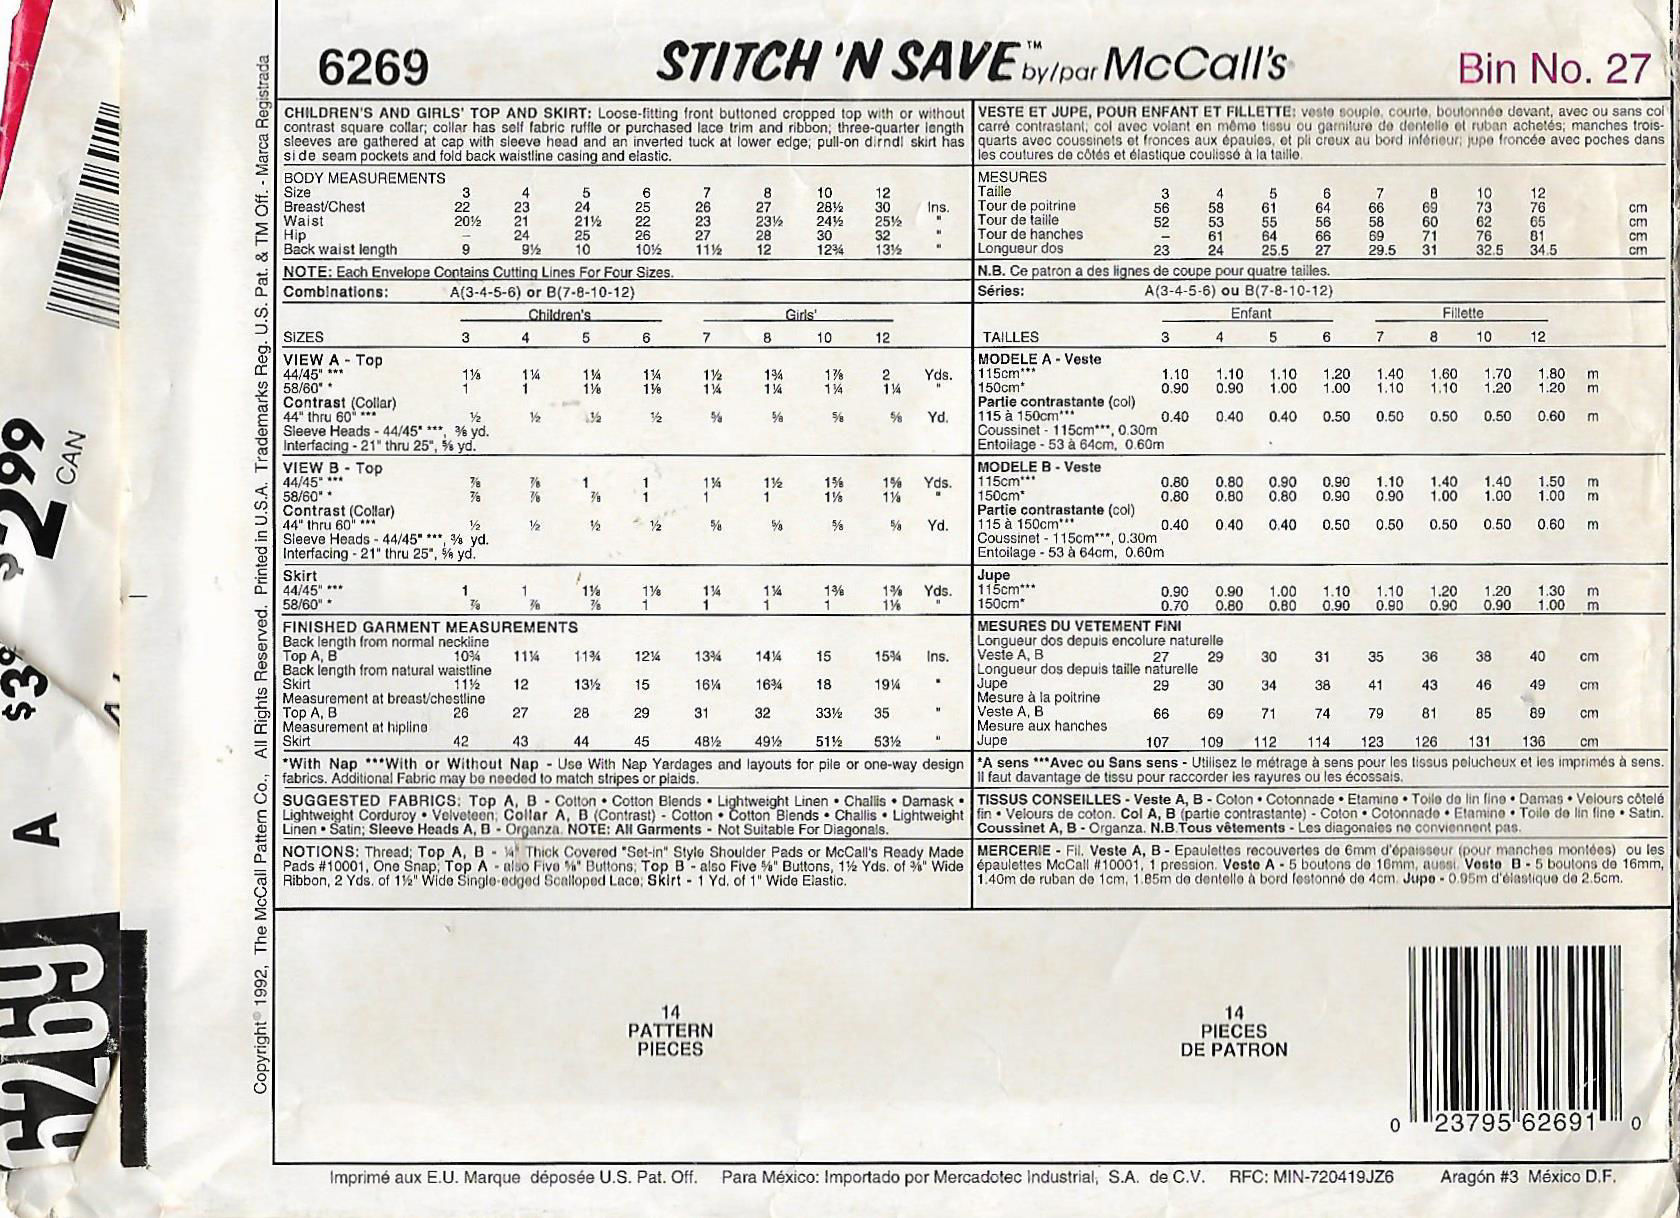 6269
STITCH 'N SAVE™ by/par McCall's
Bin No. 27
CHILDREN'S AND GIRLS' TOP AND SKIRT: Loose-fitting front buttoned cropped top with or without
contrast square collar; collar has self fabric ruffle or purchased lace trim and ribbon; three-quarter length
sleeves are gathered at cap with sleeve head and an inverted tuck at lower edge; pull-on dirndl skirt has
side seam pockets and fold back waistline casing and elastic.
BODY MEASUREMENTS
Size 3 4 5 6 7 8 10 12
Breast/Chest 22 23 24 25 26 27 28½ 30 Ins.
Waist 20½ 21 21½ 22 23 23½ 24½ 25½ "
Hip – 24 25 26 27 28 30 32 "
Back waist length 9 9½ 10 10½ 11½ 12 12¾ 13½ "
NOTE: Each Envelope Contains Cutting Lines For Four Sizes.
Combinations: A(3-4-5-6) or B(7-8-10-12)
Children's Girls'
SIZES 3 4 5 6 7 8 10 12
VIEW A - Top
44/45" *** 1⅛ 1¼ 1¼ 1¼ 1½ 1¾ 1⅞ 2 Yds.
58/60" * 1 1 1⅛ 1⅛ 1¼ 1¼ 1¼ 1¼ "
Contrast (Collar)
44" thru 60" *** ½ ½ ½ ½ ⅝ ⅝ ⅝ ⅝ Yd.
Sleeve Heads - 44/45" ***, ⅜ yd.
Interfacing - 21" thru 25", ⅝ yd.
VIEW B - Top
44/45" *** ⅞ ⅞ 1 1 1¼ 1½ 1⅝ 1⅝ Yds.
58/60" * ⅞ ⅞ ⅞ 1 1 1 1⅛ 1⅛ "
Contrast (Collar)
44" thru 60" *** ½ ½ ½ ½ ⅝ ⅝ ⅝ ⅝ Yd.
Sleeve Heads - 44/45" ***, ⅜ yd.
Interfacing - 21" thru 25", ⅝ yd.
Skirt
44/45" *** 1 1 1⅛ 1⅛ 1¼ 1¼ 1⅜ 1⅜ Yds.
58/60" * ⅞ ⅞ ⅞ 1 1 1 1 1⅛ "
FINISHED GARMENT MEASUREMENTS
Back length from normal neckline
Top A, B 10¾ 11¼ 11¾ 12¼ 13¾ 14¼ 15 15¾ Ins.
Back length from natural waistline
Skirt 11½ 12 13½ 15 16¼ 16¾ 18 19¼ "
Measurement at breast/chestline
Top A, B 26 27 28 29 31 32 33½ 35 "
Measurement at hipline
Skirt 42 43 44 45 48½ 49½ 51½ 53½ "
*With Nap ***With or Without Nap - Use With Nap Yardages and layouts for pile or one-way design
fabrics. Additional Fabric may be needed to match stripes or plaids.
SUGGESTED FABRICS: Top A, B - Cotton • Cotton Blends • Lightweight Linen • Challis • Damask •
Lightweight Corduroy • Velveteen; Collar A, B (Contrast) - Cotton • Cotton Blends • Challis • Lightweight
Linen • Satin; Sleeve Heads A, B - Organza. NOTE: All Garments - Not Suitable For Diagonals.
NOTIONS: Thread; Top A, B - ¼" Thick Covered "Set-in" Style Shoulder Pads or McCall's Ready Made
Pads #10001, One Snap; Top A - also Five ⅝" Buttons; Top B - also Five ⅝" Buttons, 1½ Yds. of ⅜" Wide
Ribbon, 2 Yds. of 1½" Wide Single-edged Scalloped Lace; Skirt - 1 Yd. of 1" Wide Elastic.
VESTE ET JUPE, POUR ENFANT ET FILLETTE: veste souple, courte, boutonnée devant, avec ou sans col
carré contrastant; col avec volant en même tissu ou garniture de dentelle et ruban achetés; manches trois-
quarts avec coussinets et fronces aux épaules, et pli creux au bord inférieur; jupe froncée avec poches dans
les coutures de côtés et élastique coulissé à la taille.
MESURES
Taille 3 4 5 6 7 8 10 12
Tour de poitrine 56 58 61 64 66 69 73 76 cm
Tour de taille 52 53 55 56 58 60 62 65 cm
Tour de hanches – 61 64 66 69 71 76 81 cm
Longueur dos 23 24 25.5 27 29.5 31 32.5 34.5 cm
N.B. Ce patron a des lignes de coupe pour quatre tailles.
Séries: A(3-4-5-6) ou B(7-8-10-12)
Enfant Fillette
TAILLES 3 4 5 6 7 8 10 12
MODELE A - Veste
115cm*** 1.10 1.10 1.10 1.20 1.40 1.60 1.70 1.80 m
150cm* 0.90 0.90 1.00 1.00 1.10 1.10 1.20 1.20 m
Partie contrastante (col)
115 à 150cm*** 0.40 0.40 0.40 0.50 0.50 0.50 0.50 0.60 m
Coussinet - 115cm***, 0.30m
Entoilage - 53 à 64cm, 0.60m
MODELE B - Veste
115cm*** 0.80 0.80 0.90 0.90 1.10 1.40 1.40 1.50 m
150cm* 0.80 0.80 0.80 0.90 0.90 1.00 1.00 1.00 m
Partie contrastante (col)
115 à 150cm*** 0.40 0.40 0.40 0.50 0.50 0.50 0.50 0.60 m
Coussinet - 115cm***, 0.30m
Entoilage - 53 à 64cm, 0.60m
Jupe
115cm*** 0.90 0.90 1.00 1.10 1.10 1.20 1.20 1.30 m
150cm* 0.70 0.80 0.80 0.90 0.90 0.90 0.90 1.00 m
MESURES DU VETEMENT FINI
Longueur dos depuis encolure naturelle
Veste A, B 27 29 30 31 35 36 38 40 cm
Longueur dos depuis taille naturelle
Jupe 29 30 34 38 41 43 46 49 cm
Mesure à la poitrine
Veste A, B 66 69 71 74 79 81 85 89 cm
Mesure aux hanches
Jupe 107 109 112 114 123 126 131 136 cm
*A sens ***Avec ou Sans sens - Utilisez le métrage à sens pour les tissus pelucheux et les imprimés à sens.
Il faut davantage de tissu pour raccorder les rayures ou les écossais.
TISSUS CONSEILLES - Veste A, B - Coton • Cotonnade • Etamine • Toile de lin fine • Damas • Velours côtelé
fin • Velours de coton. Col A, B (partie contrastante) - Coton • Cotonnade • Etamine • Toile de lin fine • Satin.
Coussinet A, B - Organza. N.B. Tous vêtements - Les diagonales ne conviennent pas.
MERCERIE - Fil. Veste A, B - Epaulettes recouvertes de 6mm d'épaisseur (pour manches montées) ou les
épaulettes McCall #10001, 1 pression. Veste A - 5 boutons de 16mm, aussi. Veste B - 5 boutons de 16mm,
1.40m de ruban de 1cm, 1.85m de dentelle à bord festonné de 4cm. Jupe - 0.95m d'élastique de 2.5cm.
14
PATTERN
PIECES
14
PIECES
DE PATRON
0 23795 62691 0
Imprimé aux E.U. Marque déposée U.S. Pat. Off. Para México: Importado por Mercadotec Industrial, S.A. de C.V. RFC: MIN-720419JZ6 Aragón #3 México D.F.
Copyright© 1992, The McCall Pattern Co., All Rights Reserved. Printed in U.S.A. Trademarks Reg. U.S. Pat. & TM Off. - Marca Registrada
2.99
CAN
A
6269